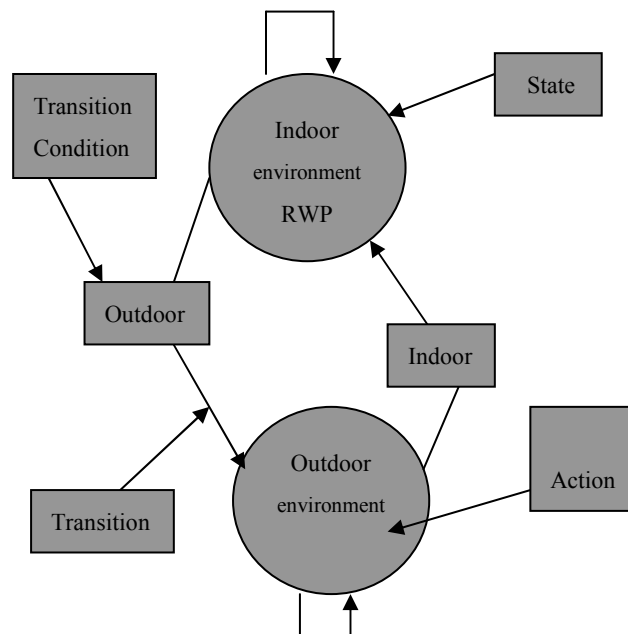 Transition
Condition
State
Indoor
environment
RWP
Outdoor
Indoor
Outdoor
environment
Action
Transition